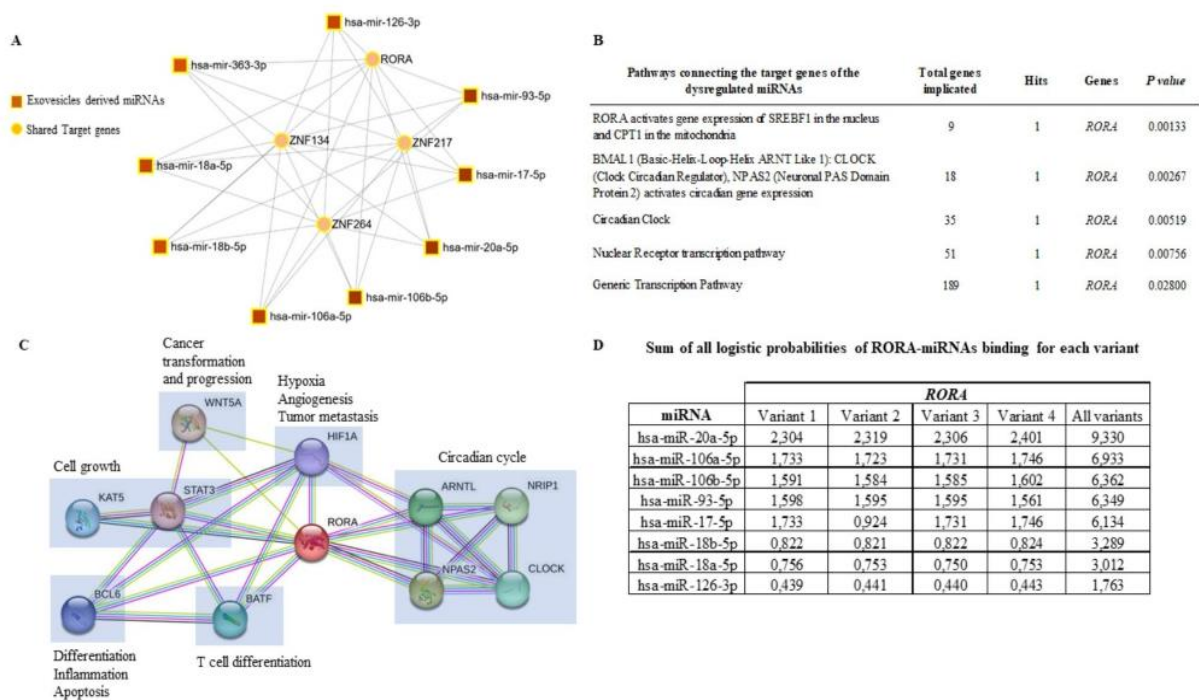 A
hsa-mir-126-3p
RORA
hsa-mir-363-3p
hsa-mir-93-5p
Exovesicles derived miRNAs
Shared Target genes
ZNF134
ZNF217
hsa-mir-18a-5p
hsa-mir-17-5p
ZNF264
hsa-mir-18b-5p
hsa-mir-20a-5p
hsa-mir-106b-5p
hsa-mir-106a-5p
B
Pathways connecting the target genes of the dysregulated miRNAs Total genes implicated Hits Genes P value
RORA activates gene expression of SREBF1 in the nucleus
and CPT1 in the mitochondria 9 1 RORA 0.00133
BMAL1 (Basic-Helix-Loop-Helix ARNT Like 1): CLOCK
(Clock Circadian Regulator), NPAS2 (Neuronal PAS Domain
Protein 2) activates circadian gene expression 18 1 RORA 0.00267
Circadian Clock 35 1 RORA 0.00519
Nuclear Receptor transcription pathway 51 1 RORA 0.00756
Generic Transcription Pathway 189 1 RORA 0.02800
C
Cancer
transformation
and progression
WNT5A
Hypoxia
Angiogenesis
Tumor metastasis
HIF1A
Cell growth
KAT5
STAT3
Circadian cycle
ARNTL
NRIP1
RORA
NPAS2
CLOCK
BCL6
BATF
Differentiation
Inflammation
Apoptosis
T cell differentiation
D Sum of all logistic probabilities of RORA-miRNAs binding for each variant
RORA
miRNA Variant 1 Variant 2 Variant 3 Variant 4 All variants
hsa-miR-20a-5p 2,304 2,319 2,306 2,401 9,330
hsa-miR-106a-5p 1,733 1,723 1,731 1,746 6,933
hsa-miR-106b-5p 1,591 1,584 1,585 1,602 6,362
hsa-miR-93-5p 1,598 1,595 1,595 1,561 6,349
hsa-miR-17-5p 1,733 0,924 1,731 1,746 6,134
hsa-miR-18b-5p 0,822 0,821 0,822 0,824 3,289
hsa-miR-18a-5p 0,756 0,753 0,750 0,753 3,012
hsa-miR-126-3p 0,439 0,441 0,440 0,443 1,763